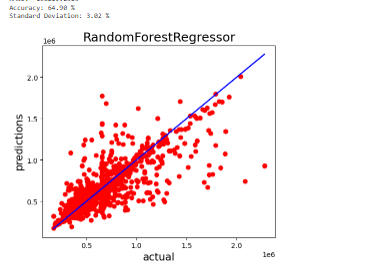 Accuracy: 64.90 %
Standard Deviation: 3.02 %
RandomForestRegressor
1e6
2.0
1.5
1.0
0.5
predictions
0.5
1.0
1.5
2.0
1e6
actual